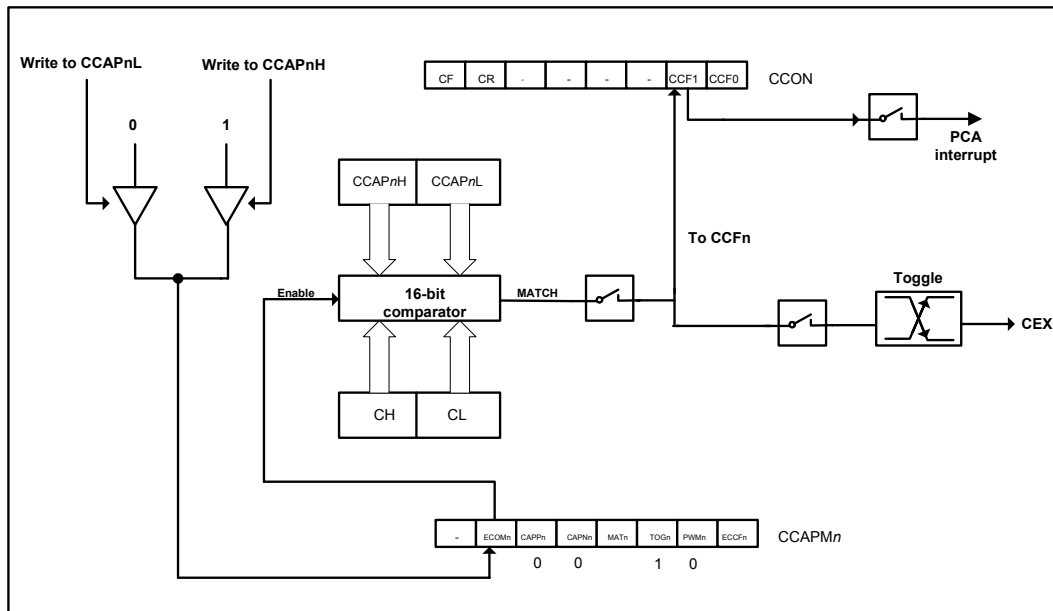 Write to CCAPnL
Write to CCAPnH
0
1
CF CR - - - - CCF1 CCF0 CCON
PCA
interrupt
CCAPnH CCAPnL
To CCFn
Toggle
Enable
16-bit
comparator
MATCH
CEX
CH CL
- ECOMn CAPPn CAPNn MATn TOGn PWMn ECCFn CCAPMn
0 0 1 0